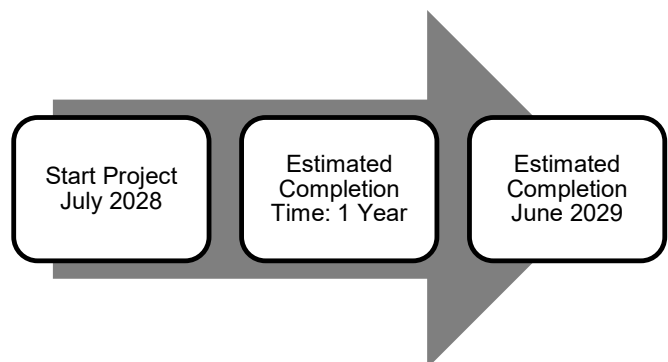 Start Project
July 2028
Estimated
Completion
Time: 1 Year
Estimated
Completion
June 2029